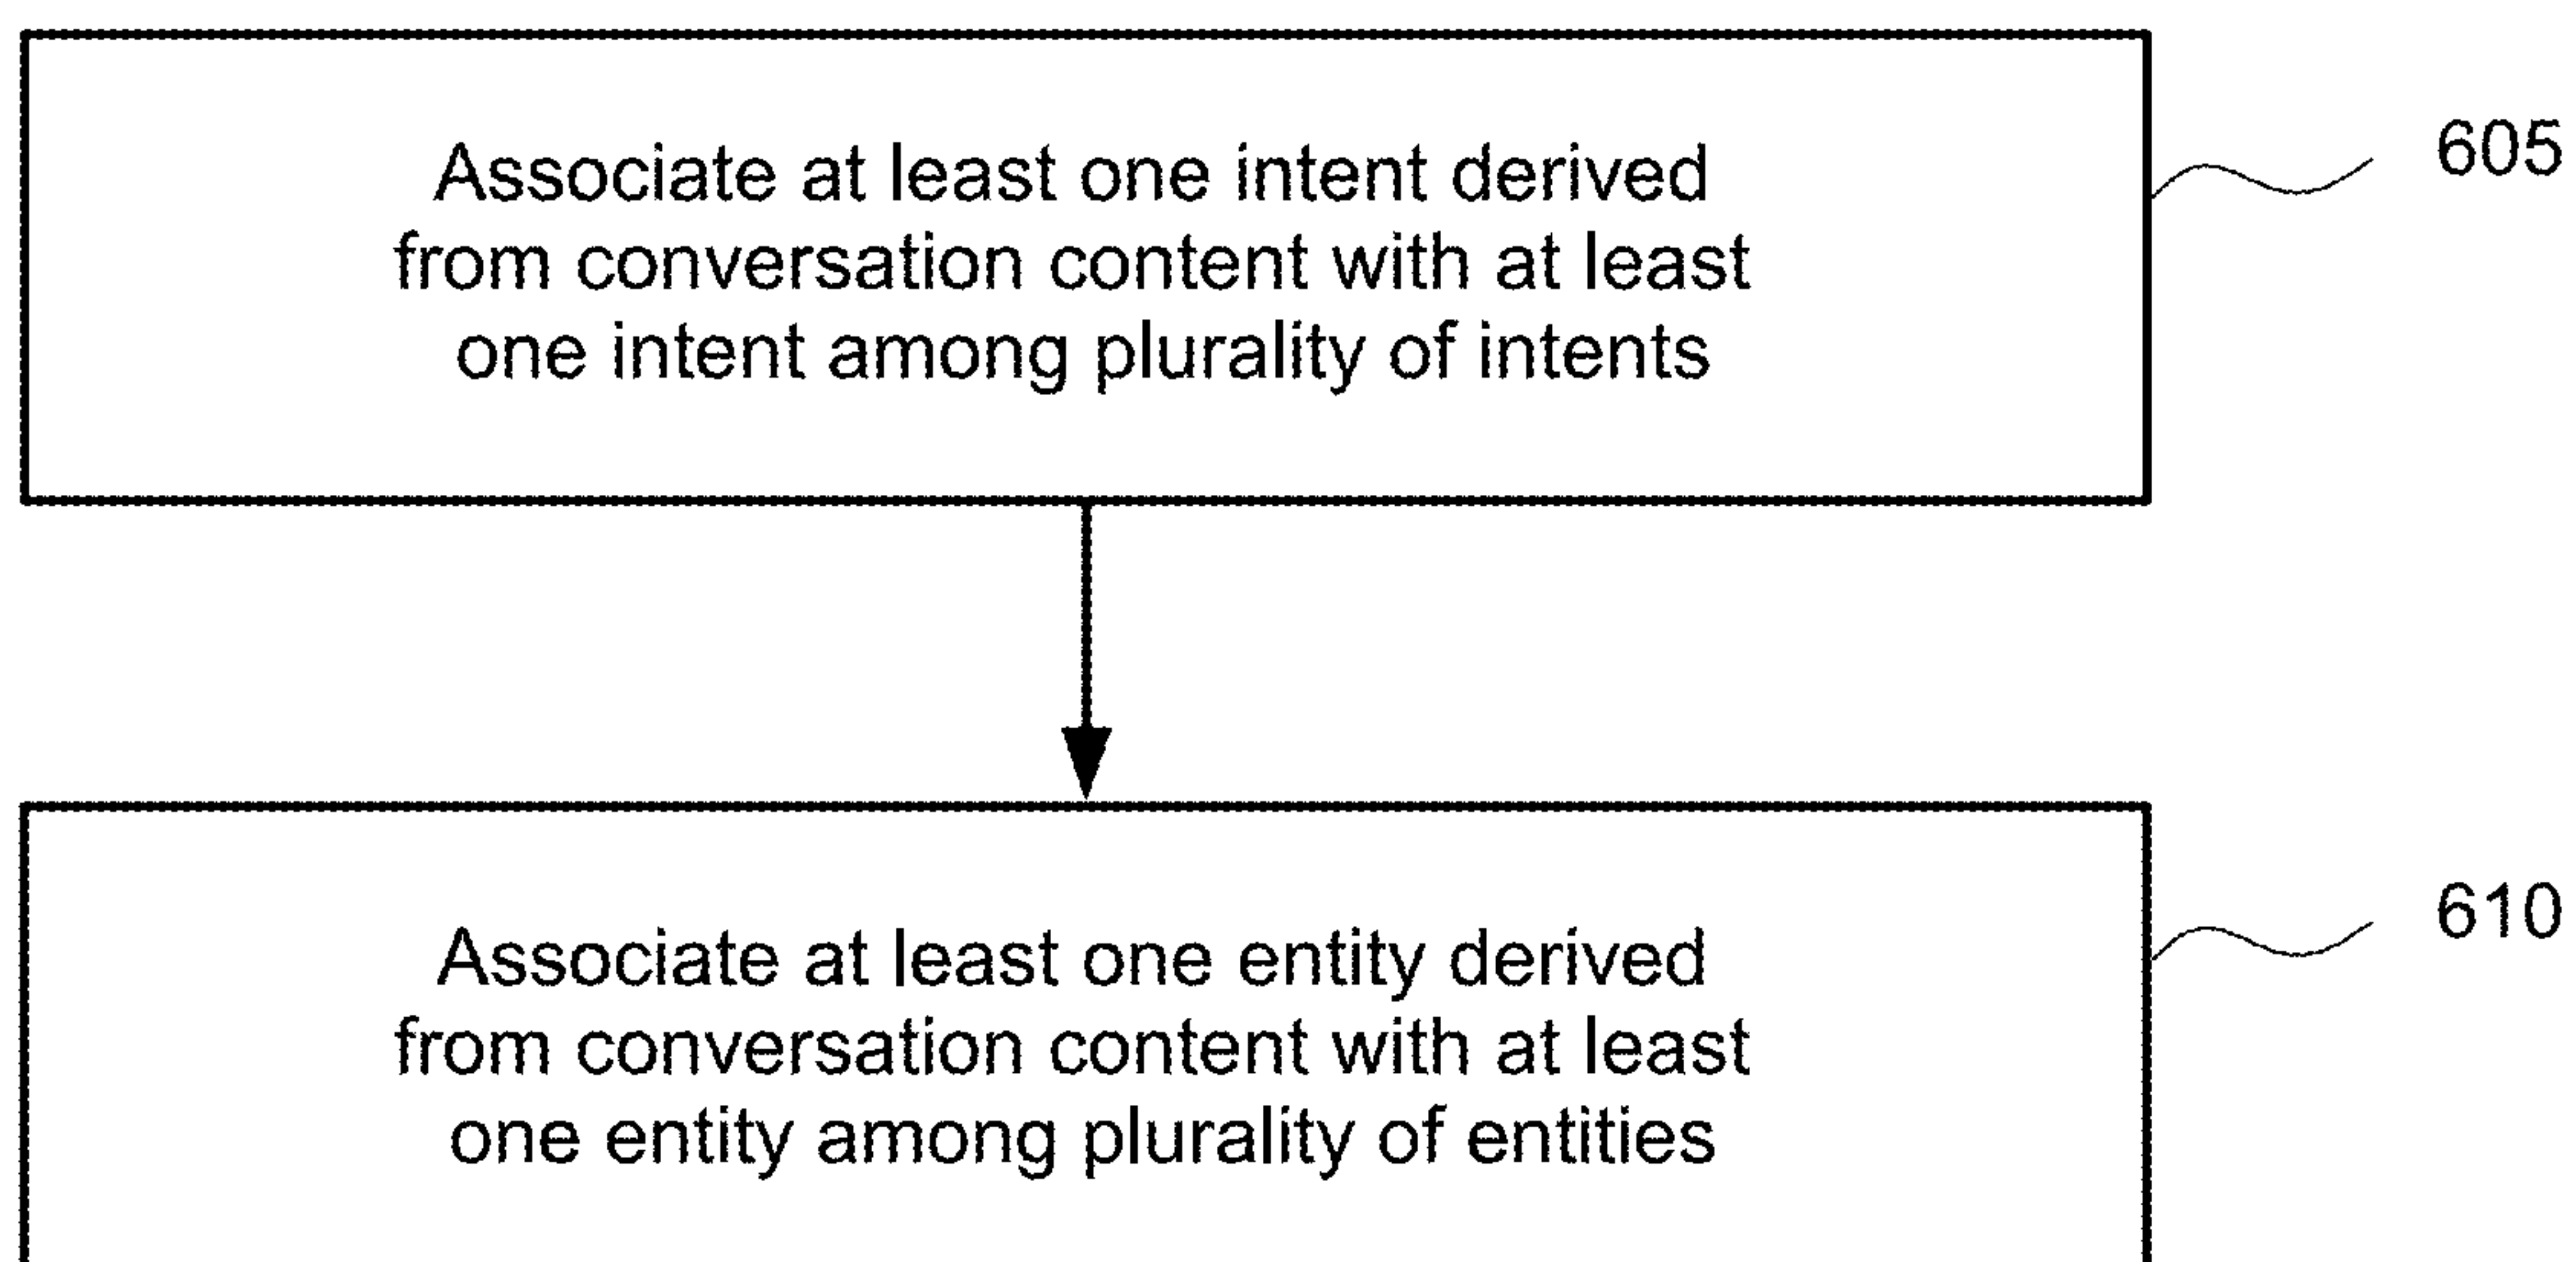 Associate at least one intent derived
from conversation content with at least
one intent among plurality of intents
605
Associate at least one entity derived
from conversation content with at least
one entity among plurality of entities
610